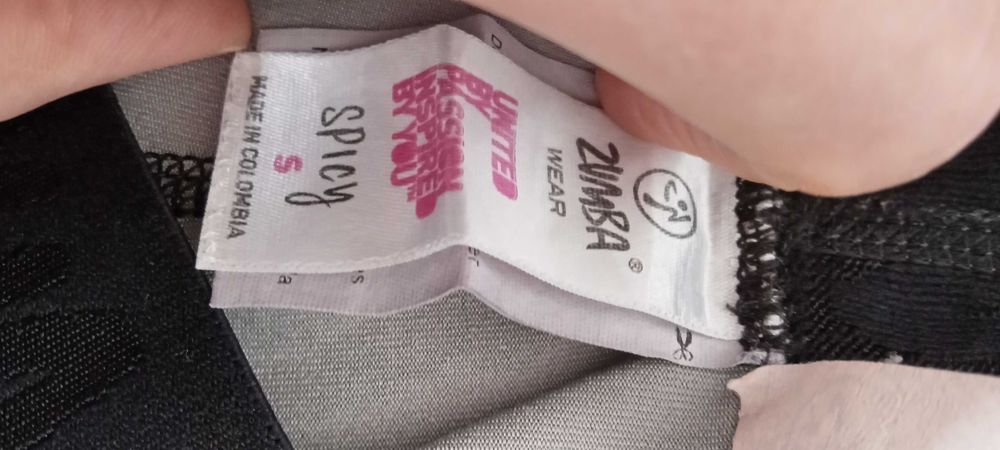 ZUMBA®
WEAR
UNITED
BY
PASSION
INSPIRED
BY YOU
SPICY
S
MADE IN COLOMBIA